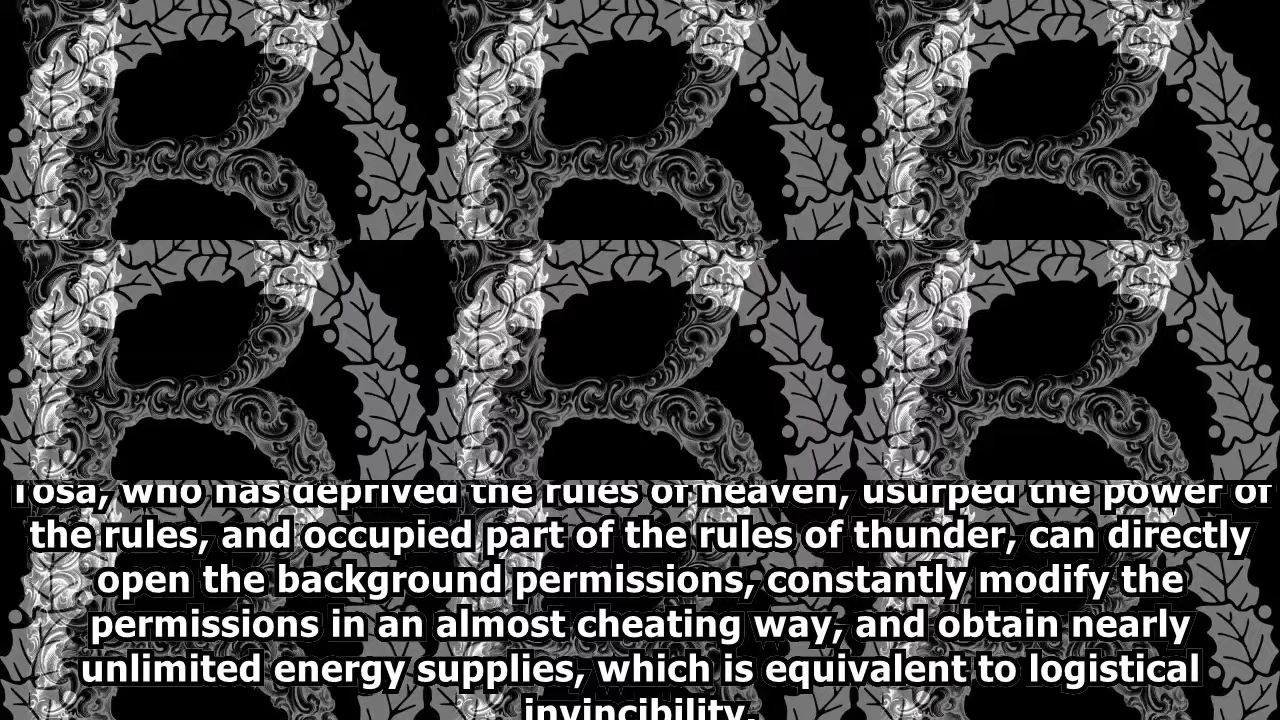 Tosa, who has deprived the rules of heaven, usurped the power of
the rules, and occupied part of the rules of thunder, can directly
open the background permissions, constantly modify the
permissions in an almost cheating way, and obtain nearly
unlimited energy supplies, which is equivalent to logistical
invincibility.